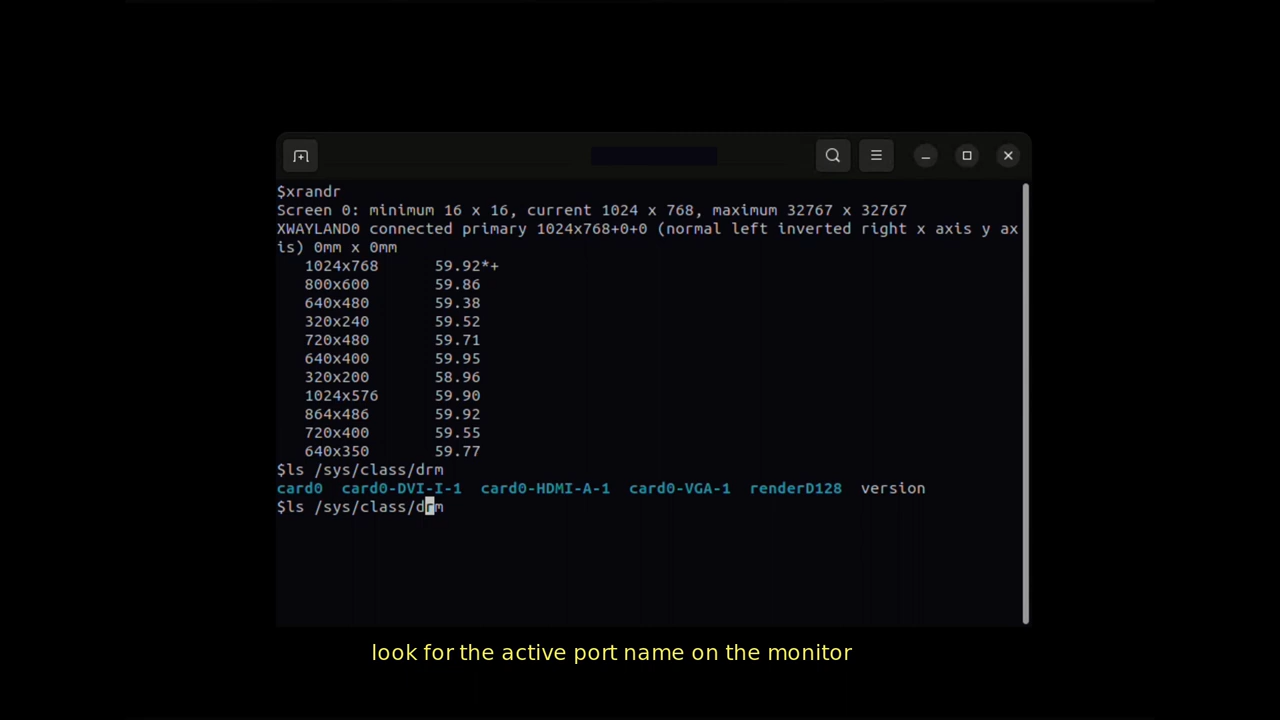 $xrandr
Screen 0: minimum 16 x 16, current 1024 x 768, maximum 32767 x 32767
XWAYLAND0 connected primary 1024x768+0+0 (normal left inverted right x axis y ax
is) 0mm x 0mm
1024x768 59.92*+
800x600 59.86
640x480 59.38
320x240 59.52
720x480 59.71
640x400 59.95
320x200 58.96
1024x576 59.90
864x486 59.92
720x400 59.55
640x350 59.77
$ls /sys/class/drm
card0 card0-DVI-I-1 card0-HDMI-A-1 card0-VGA-1 renderD128 version
$ls /sys/class/drm
look for the active port name on the monitor